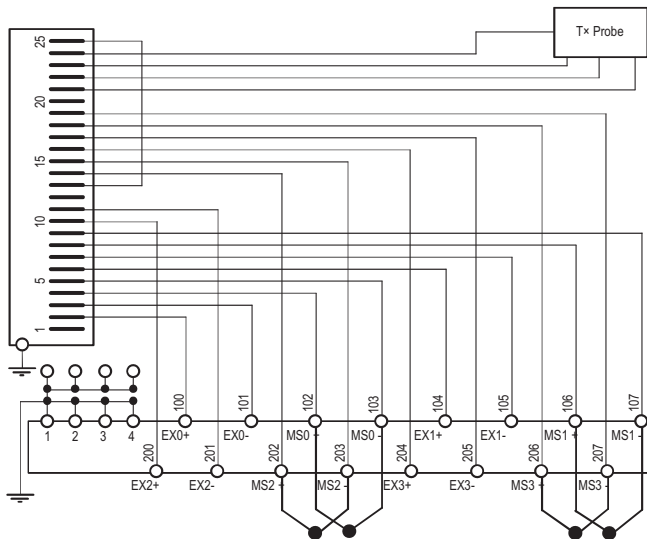 25
20
15
10
5
1
Tx Probe
100
101
102
103
104
105
106
107
1
2
3
4
EX0+
EX0-
MS0 +
MS0 -
EX1+
EX1-
MS1 +
MS1 -
200
201
202
203
204
205
206
207
EX2+
EX2-
MS2 +
MS2 -
EX3+
EX3-
MS3 +
MS3 -